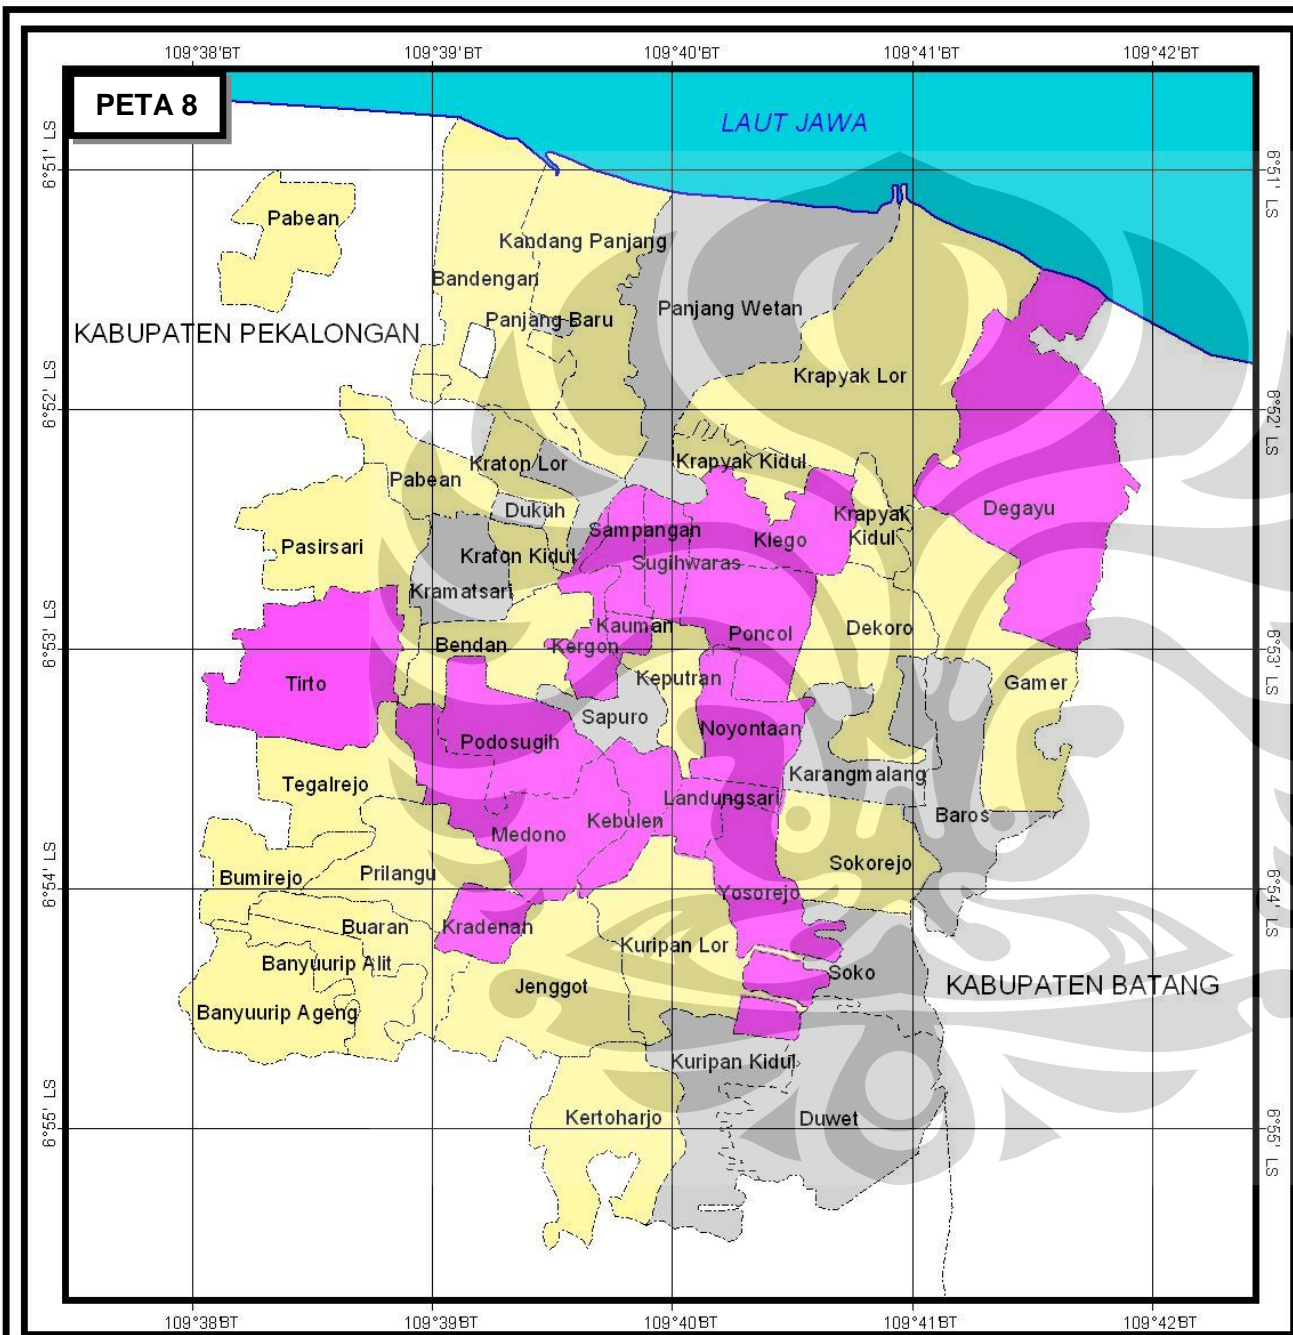 109°38'BT 109°39'BT 109°40'BT 109°41'BT 109°42'BT
PETA 8
LAUT JAWA
6°51' LS
6°51' LS
Pabean
Kandang Panjang
Bandengan
Panjang Wetan
Panjang Baru
KABUPATEN PEKALONGAN
Krapyak Lor
6°52' LS
6°52' LS
Kraton Lor
Krapyak Kidul
Pabean
Dukuh
Degayu
Krapyak
Kidul
Sampangan
Klego
Pasirsari
Kraton Kidul
Sugihwaras
Kramatsari
Kauman
Dekoro
Poncol
6°53' LS
6°53' LS
Bendan
Kergon
Keputran
Tirto
Gamer
Sapuro
Noyontaan
Podosugih
Karangmalang
Tegalrejo
Landungsari
Baros
Kebulen
Medono
Sokorejo
Prilangu
Bumirejo
6°54' LS
6°54' LS
Yosorejo
Buaran
Kradenan
Kuripan Lor
Banyuurip Alit
Soko
Jenggot
KABUPATEN BATANG
Banyuurip Ageng
Kuripan Kidul
Kertoharjo
Duwet
6°55' LS
6°55' LS
109°38'BT 109°39'BT 109°40'BT 109°41'BT 109°42'BT